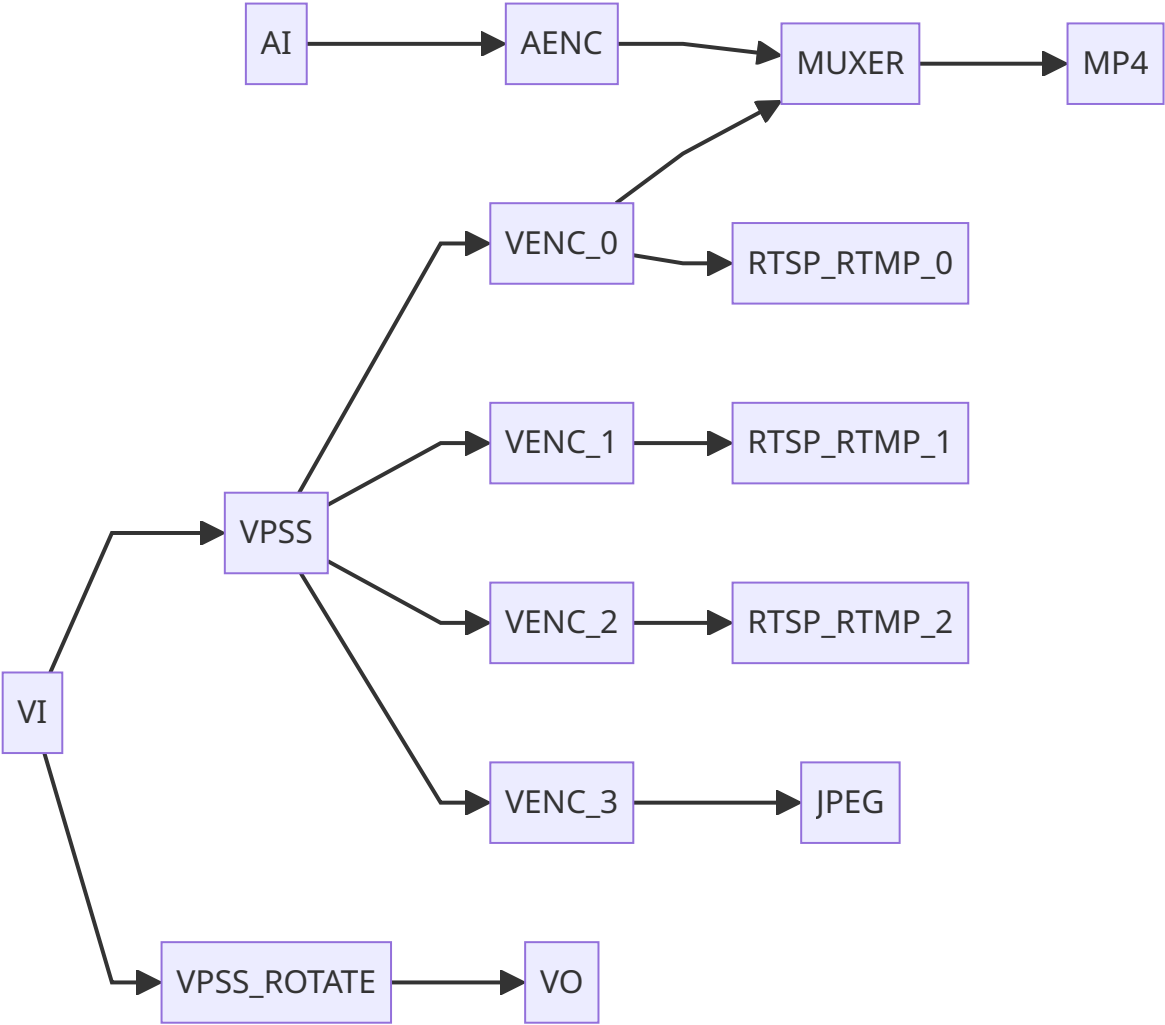 AI
AENC
MUXER
MP4
VENC_0
RTSP_RTMP_0
VENC_1
RTSP_RTMP_1
VPSS
VENC_2
RTSP_RTMP_2
VI
VENC_3
JPEG
VPSS_ROTATE
VO